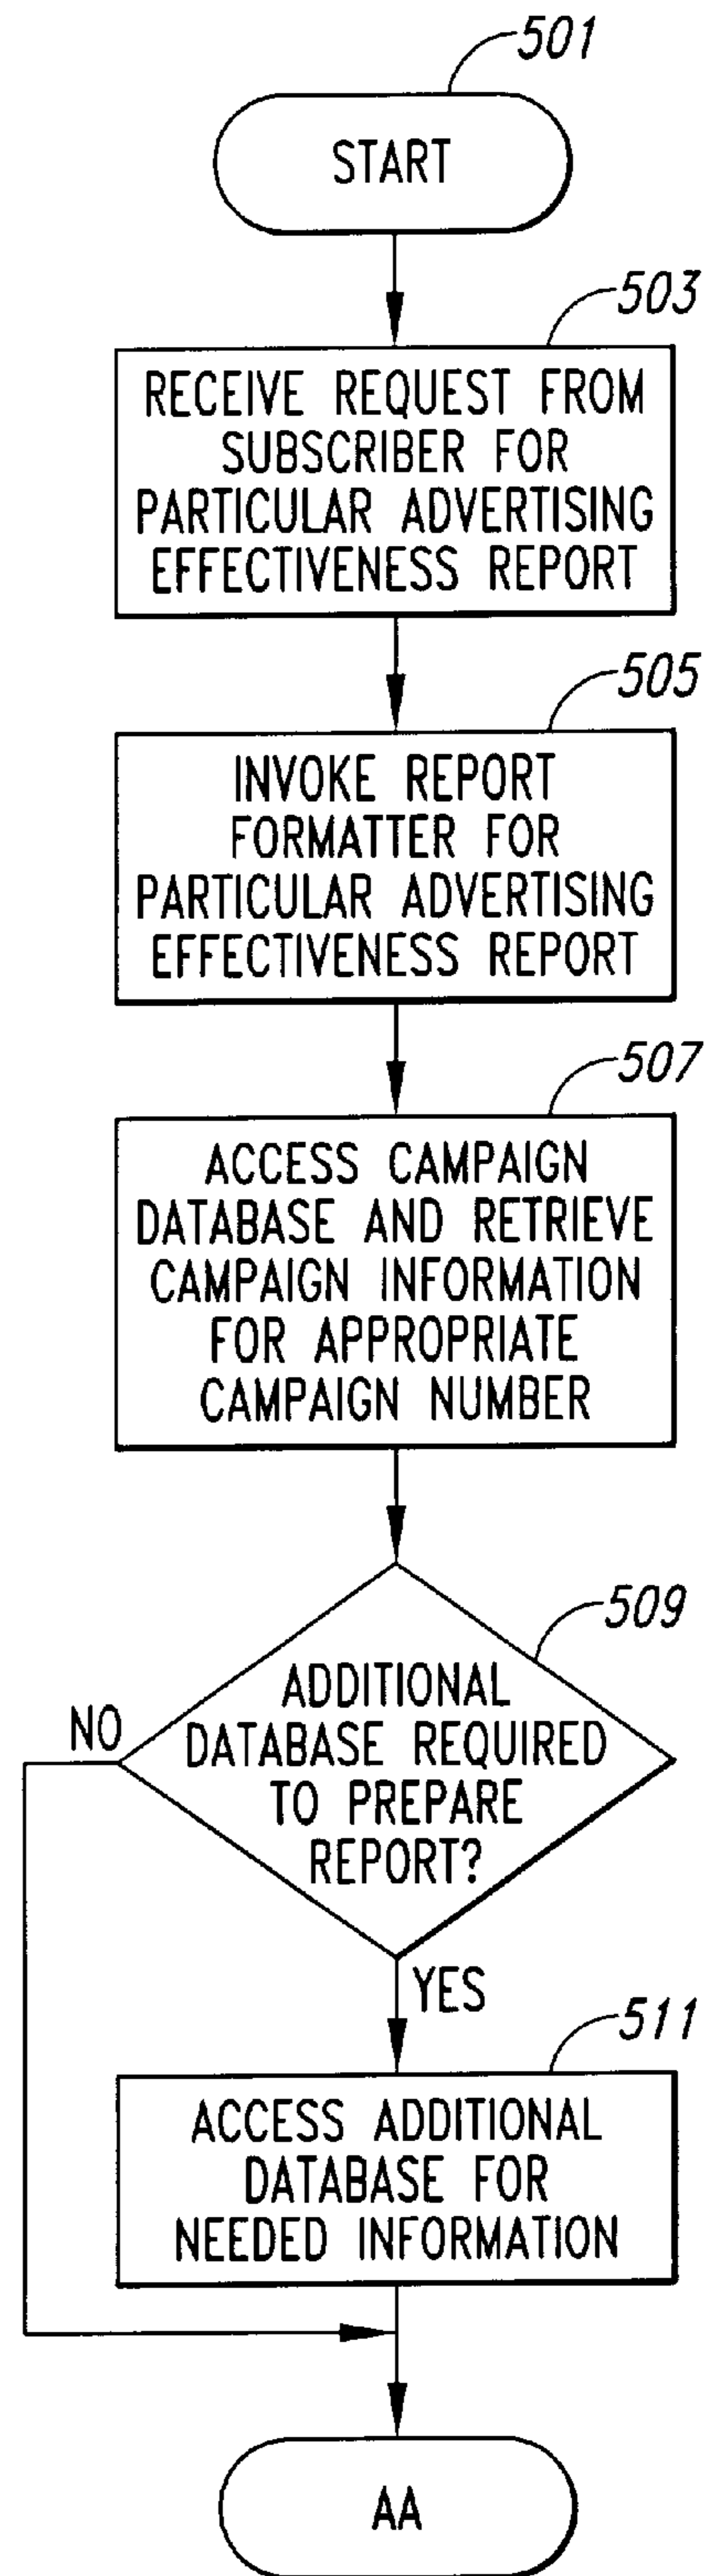 501
START
503
RECEIVE REQUEST FROM
SUBSCRIBER FOR
PARTICULAR ADVERTISING
EFFECTIVENESS REPORT
505
INVOKE REPORT
FORMATTER FOR
PARTICULAR ADVERTISING
EFFECTIVENESS REPORT
507
ACCESS CAMPAIGN
DATABASE AND RETRIEVE
CAMPAIGN INFORMATION
FOR APPROPRIATE
CAMPAIGN NUMBER
509
ADDITIONAL
DATABASE REQUIRED
TO PREPARE
REPORT?
NO
YES
511
ACCESS ADDITIONAL
DATABASE FOR
NEEDED INFORMATION
AA